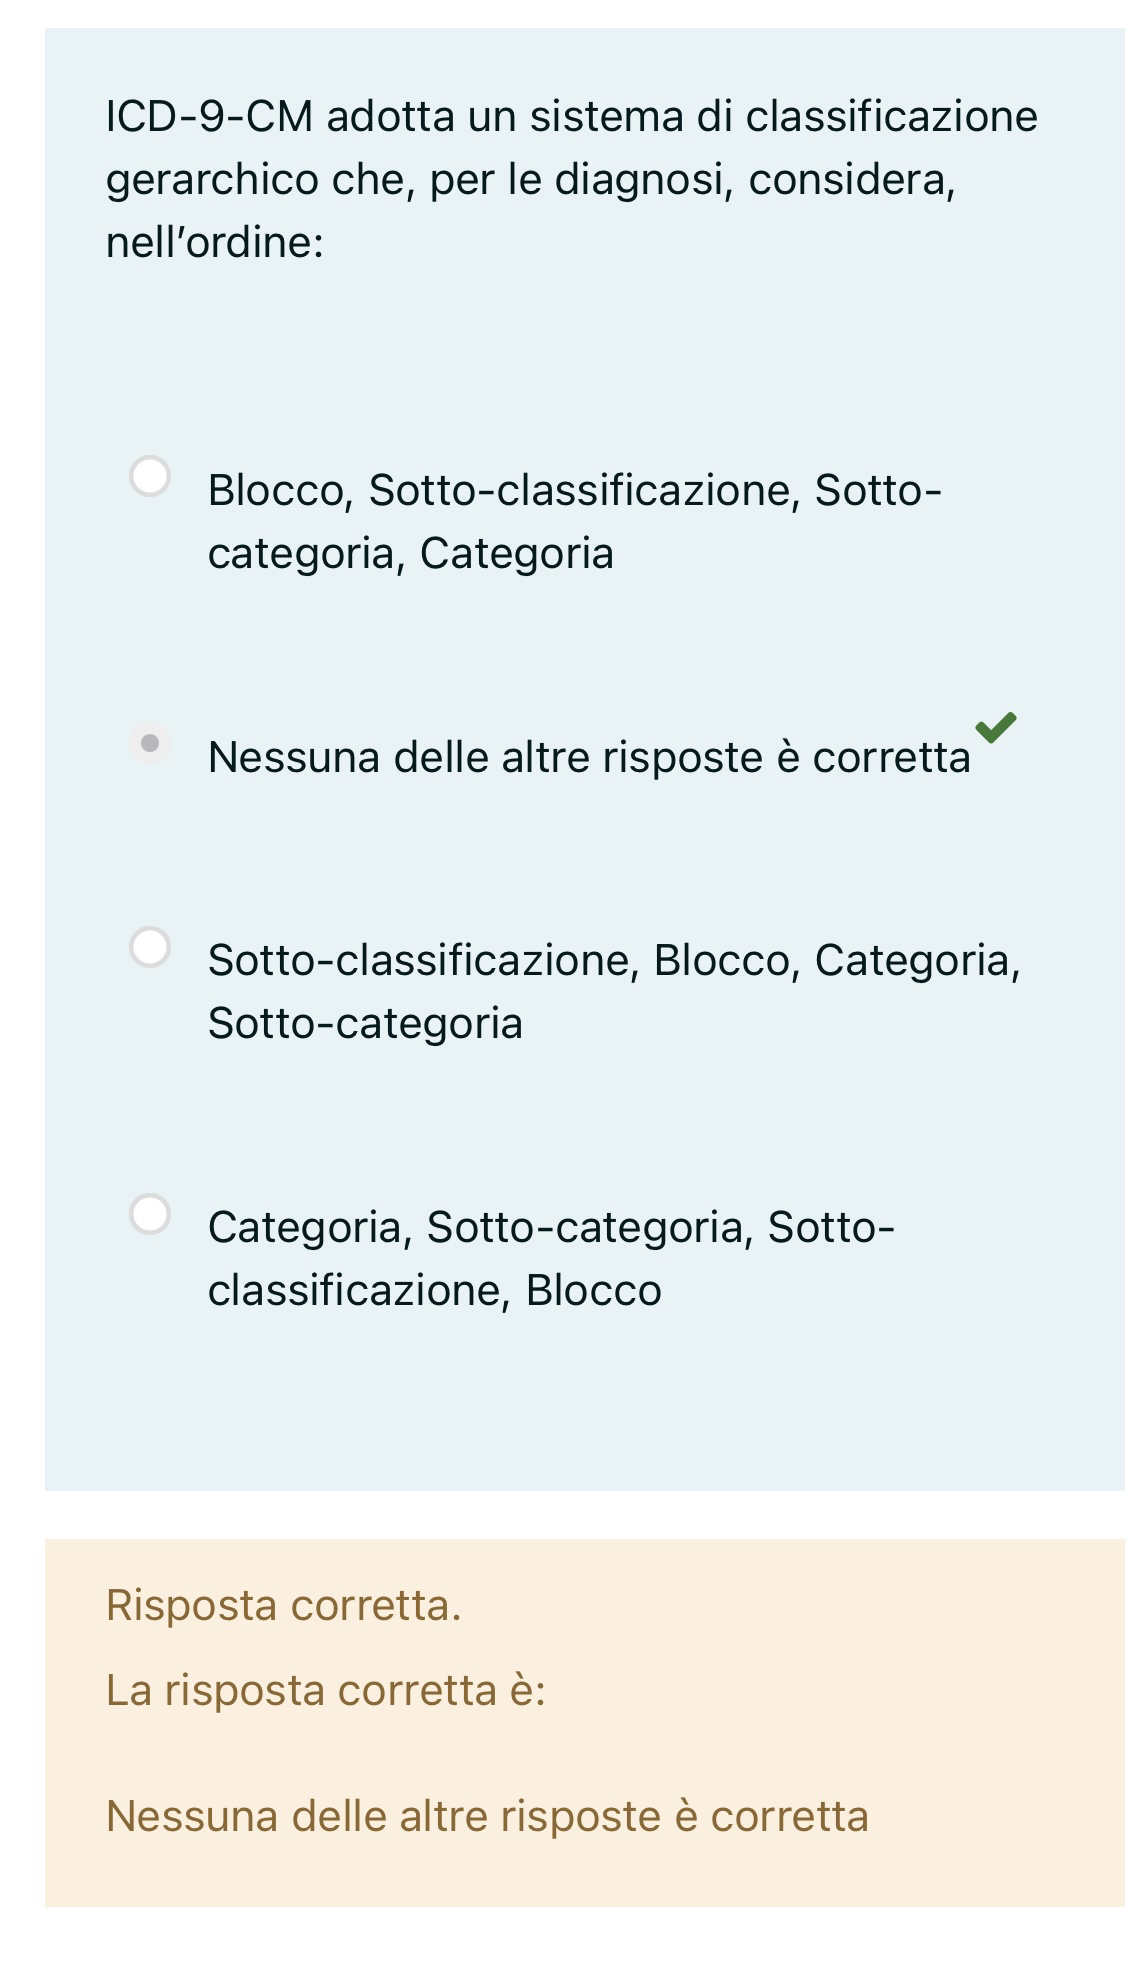 ICD-9-CM adotta un sistema di classificazione
gerarchico che, per le diagnosi, considera,
nell’ordine:
Blocco, Sotto-classificazione, Sotto-
categoria, Categoria
Nessuna delle altre risposte è corretta
Sotto-classificazione, Blocco, Categoria,
Sotto-categoria
Categoria, Sotto-categoria, Sotto-
classificazione, Blocco
Risposta corretta.
La risposta corretta è:
Nessuna delle altre risposte è corretta